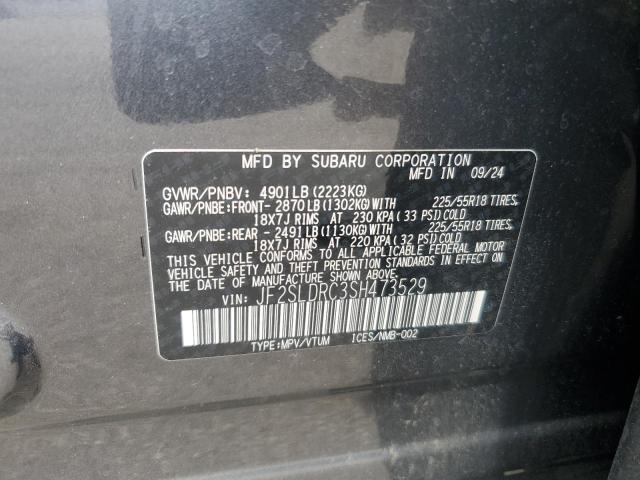 MFD BY SUBARU CORPORATION
MFD IN 09/24
GVWR/PNBV: 4901LB(2223KG)
GAWR/PNBE:FRONT- 2870LB(1302KG)WITH 225/55R18 TIRES,
18X7J RIMS AT 230 KPA(33 PSI)COLD
GAWR/PNBE:REAR - 2491LB(1130KG)WITH 225/55R18 TIRES,
18X7J RIMS AT 220 KPA(32 PSI)COLD
THIS VEHICLE CONFORMS TO ALL APPLICABLE FEDERAL MOTOR
VEHICLE SAFETY AND THEFT PREVENTION STANDARDS IN EFFECT ON
THE DATE OF MANUFACTURE SHOWN ABOVE.
VIN: JF2SLDRC3SH473529
TYPE:MPV/VTUM ICES/NMB-002